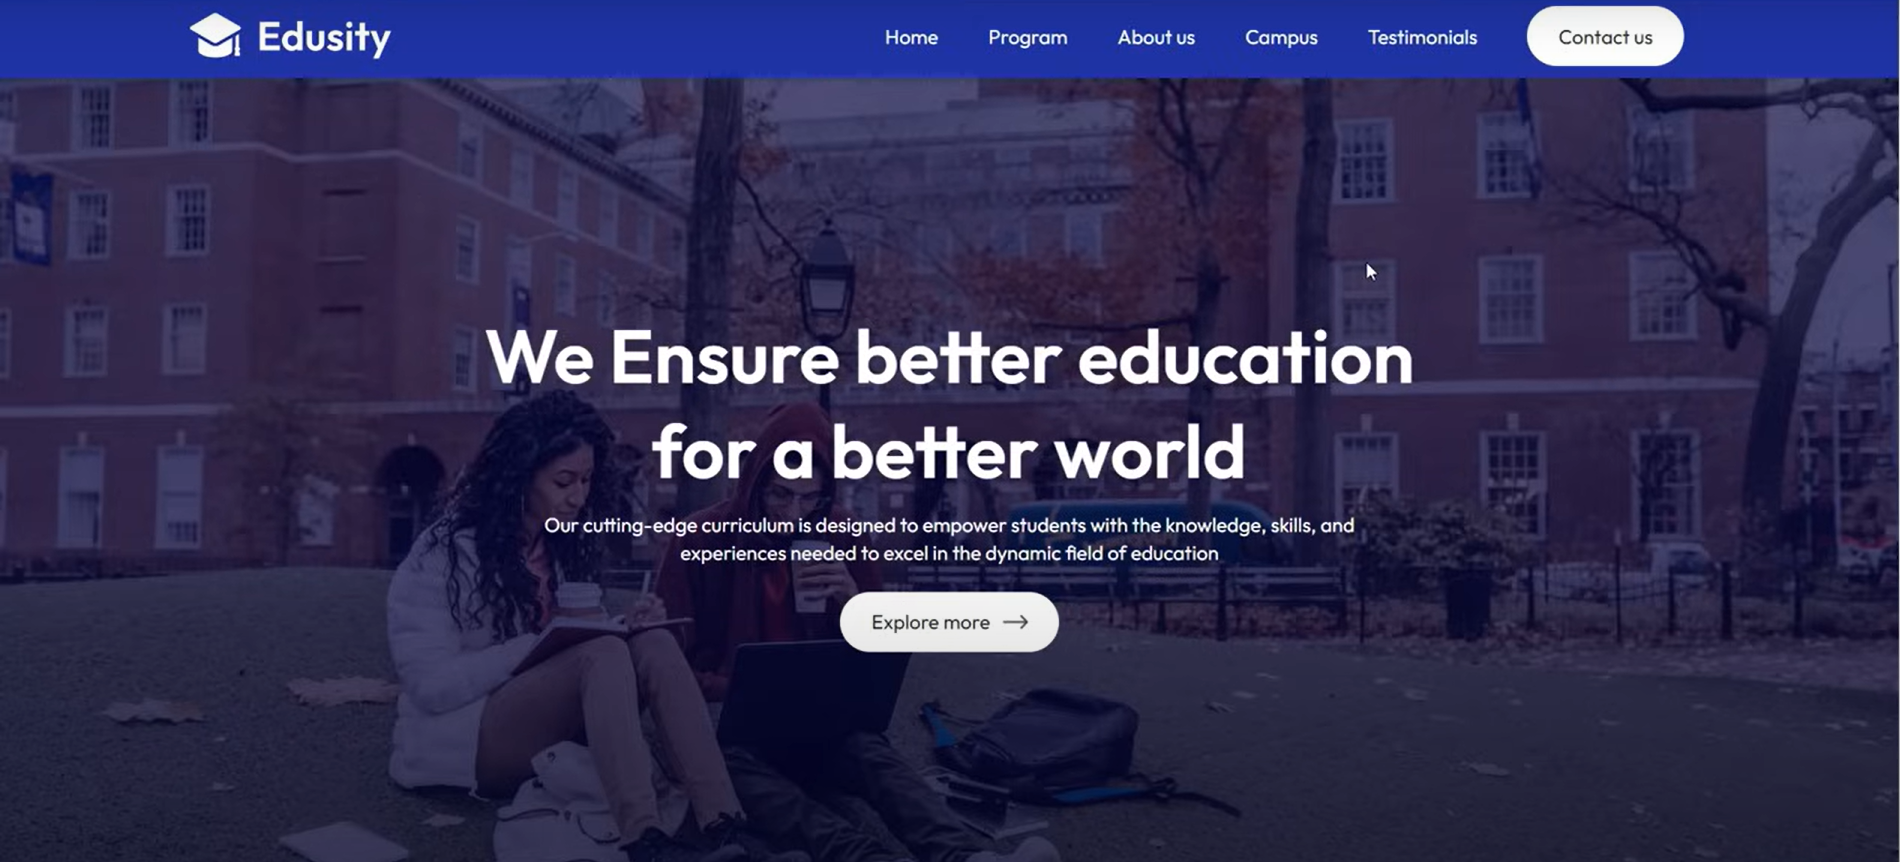 Edusity
Home
Program
About us
Campus
Testimonials
Contact us
We Ensure better education
for a better world
Our cutting-edge curriculum is designed to empower students with the knowledge, skills, and
experiences needed to excel in the dynamic field of education
Explore more